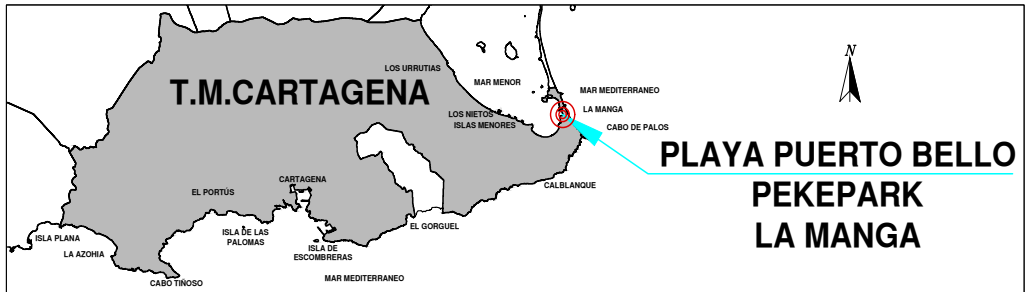 LOS URRUTIAS
MAR MENOR
T.M.CARTAGENA
MAR MEDITERRANEO
LA MANGA
LOS NIETOS
ISLAS MENORES
CABO DE PALOS
N
PLAYA PUERTO BELLO
PEKEPARK
LA MANGA
CARTAGENA
CALBLANQUE
EL PORTÚS
EL GORGUEL
ISLA DE LAS
PALOMAS
ISLA PLANA
LA AZOHIA
ISLA DE
ESCOMBRERAS
CABO TIÑOSO
MAR MEDITERRANEO